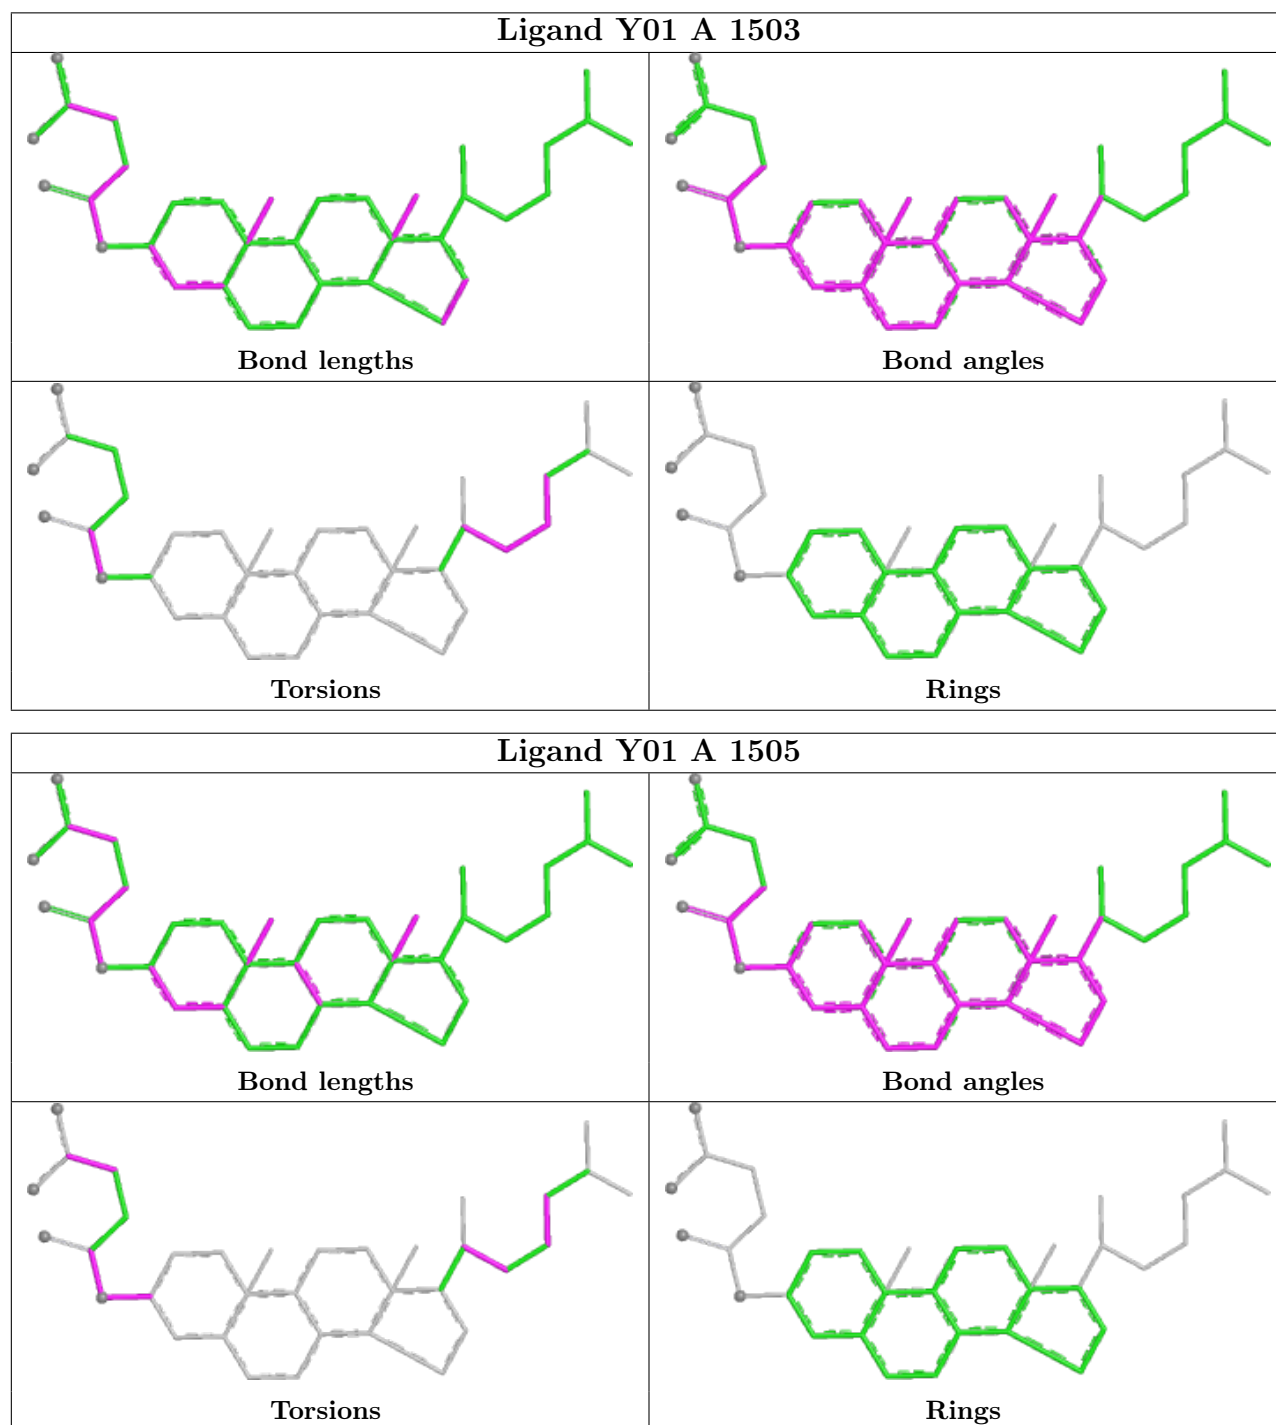 Ligand Y01 A 1503
Bond lengths
Bond angles
Torsions
Rings
Ligand Y01 A 1505
Bond lengths
Bond angles
Torsions
Rings